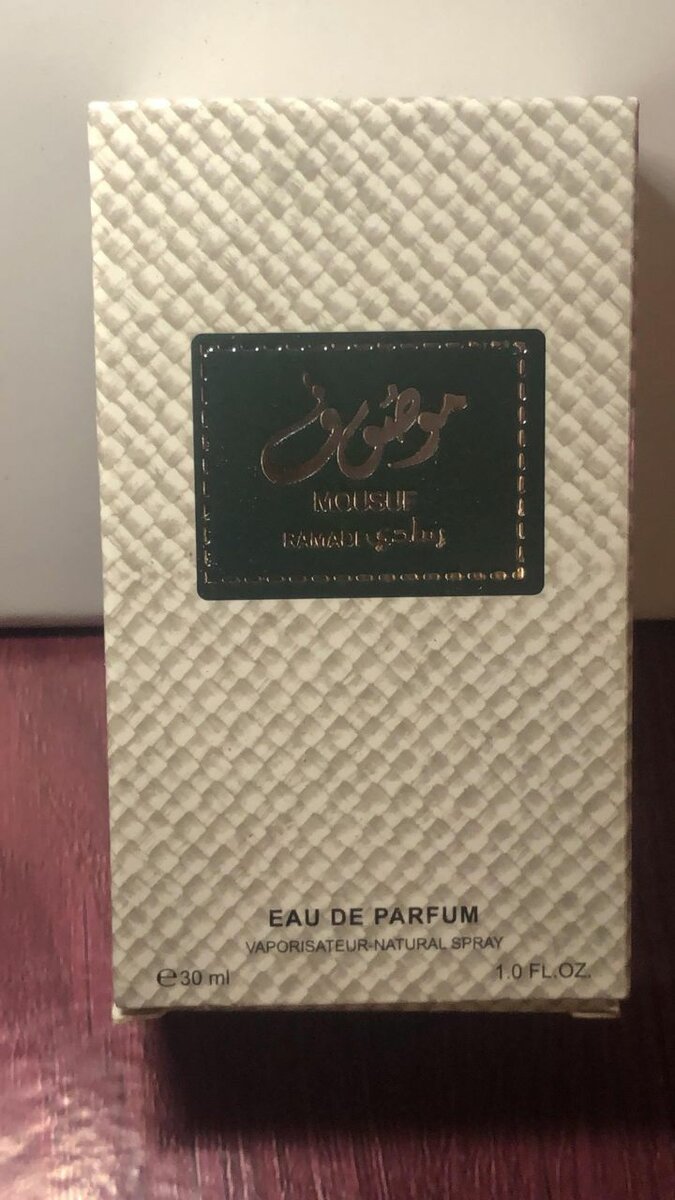 موصوف
MOUSUF
RAMADI رمادي
EAU DE PARFUM
VAPORISATEUR-NATURAL SPRAY
℮30 ml 1.0 FL.OZ.